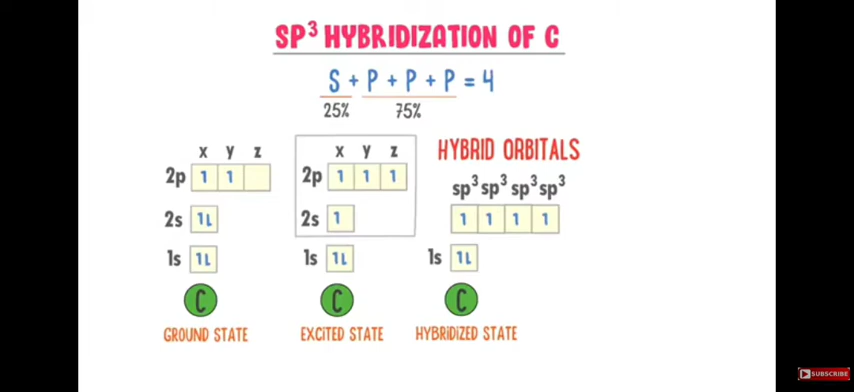 SP³ HYBRIDIZATION OF C
S + P + P + P = 4
25% 75%
x y z
2p 1 1
2s 1L
1s 1L
C
GROUND STATE
x y z
2p 1 1 1
2s 1
1s 1L
C
EXCITED STATE
HYBRID ORBITALS
sp³ sp³ sp³ sp³
1 1 1 1
1s 1L
C
HYBRIDIZED STATE
SUBSCRIBE